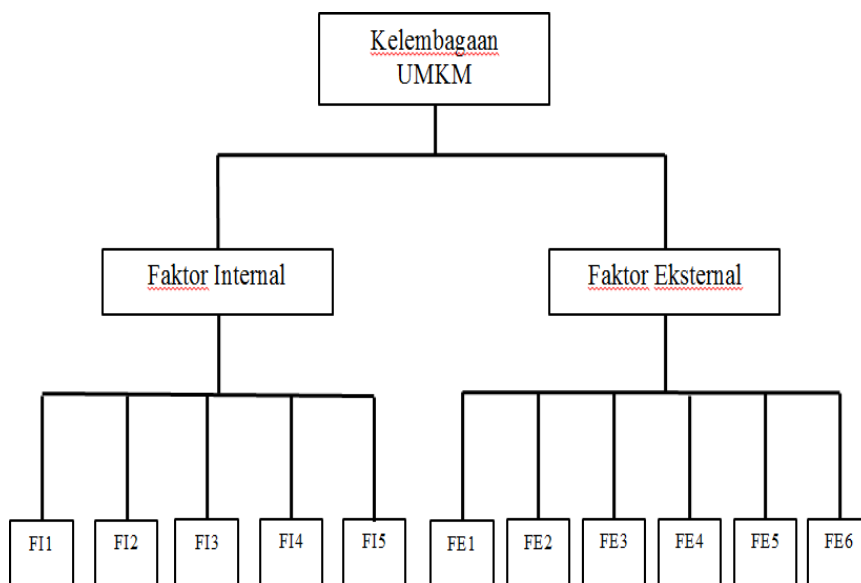 Kelembagaan
UMKM
Faktor Internal
Faktor Eksternal
FI1
FI2
FI3
FI4
FI5
FE1
FE2
FE3
FE4
FE5
FE6